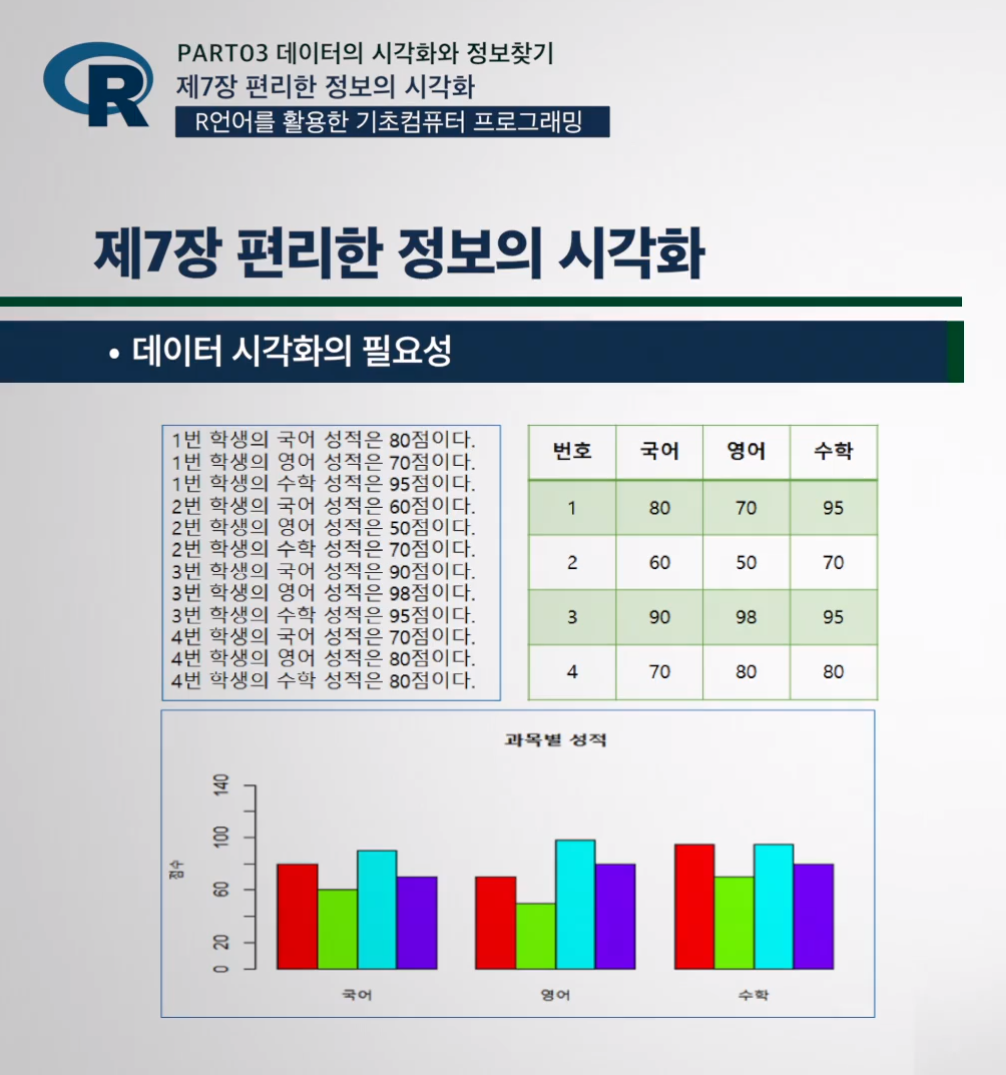 R
PART03 데이터의 시각화와 정보찾기
제7장 편리한 정보의 시각화
R언어를 활용한 기초컴퓨터 프로그래밍
제7장 편리한 정보의 시각화
• 데이터 시각화의 필요성
1번 학생의 국어 성적은 80점이다.
1번 학생의 영어 성적은 70점이다.
1번 학생의 수학 성적은 95점이다.
2번 학생의 국어 성적은 60점이다.
2번 학생의 영어 성적은 50점이다.
2번 학생의 수학 성적은 70점이다.
3번 학생의 국어 성적은 90점이다.
3번 학생의 영어 성적은 98점이다.
3번 학생의 수학 성적은 95점이다.
4번 학생의 국어 성적은 70점이다.
4번 학생의 영어 성적은 80점이다.
4번 학생의 수학 성적은 80점이다.
번호 국어 영어 수학
1 80 70 95
2 60 50 70
3 90 98 95
4 70 80 80
과목별 성적
점수
140
100
60
20
0
국어 영어 수학